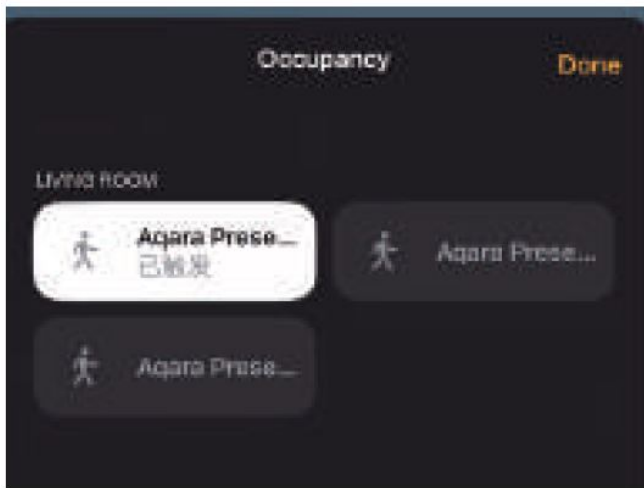 Occupancy
Done
LIVING ROOM
Aqara Prese...
已触发
Aqara Prese...
Aqara Prese...